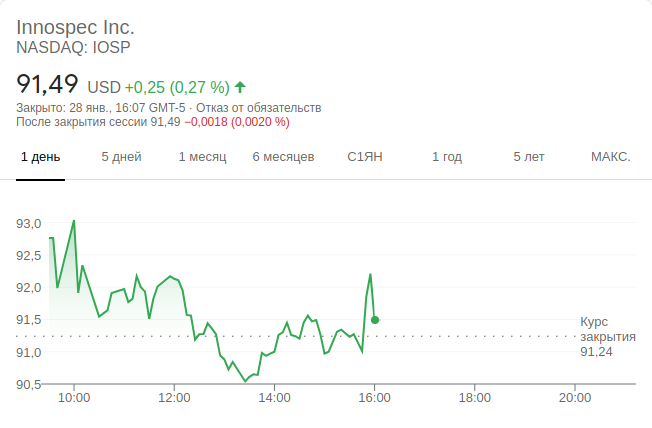 Innospec Inc.
NASDAQ: IOSP
91,49 USD +0,25 (0,27 %)
Закрыто: 28 янв., 16:07 GMT-5 · Отказ от обязательств
После закрытия сессии 91,49 −0,0018 (0,0020 %)
1 день 5 дней 1 месяц 6 месяцев С1ЯН 1 год 5 лет МАКС.
93,0
92,5
92,0
91,5
91,0
90,5
Курс
закрытия
91,24
10:00 12:00 14:00 16:00 18:00 20:00